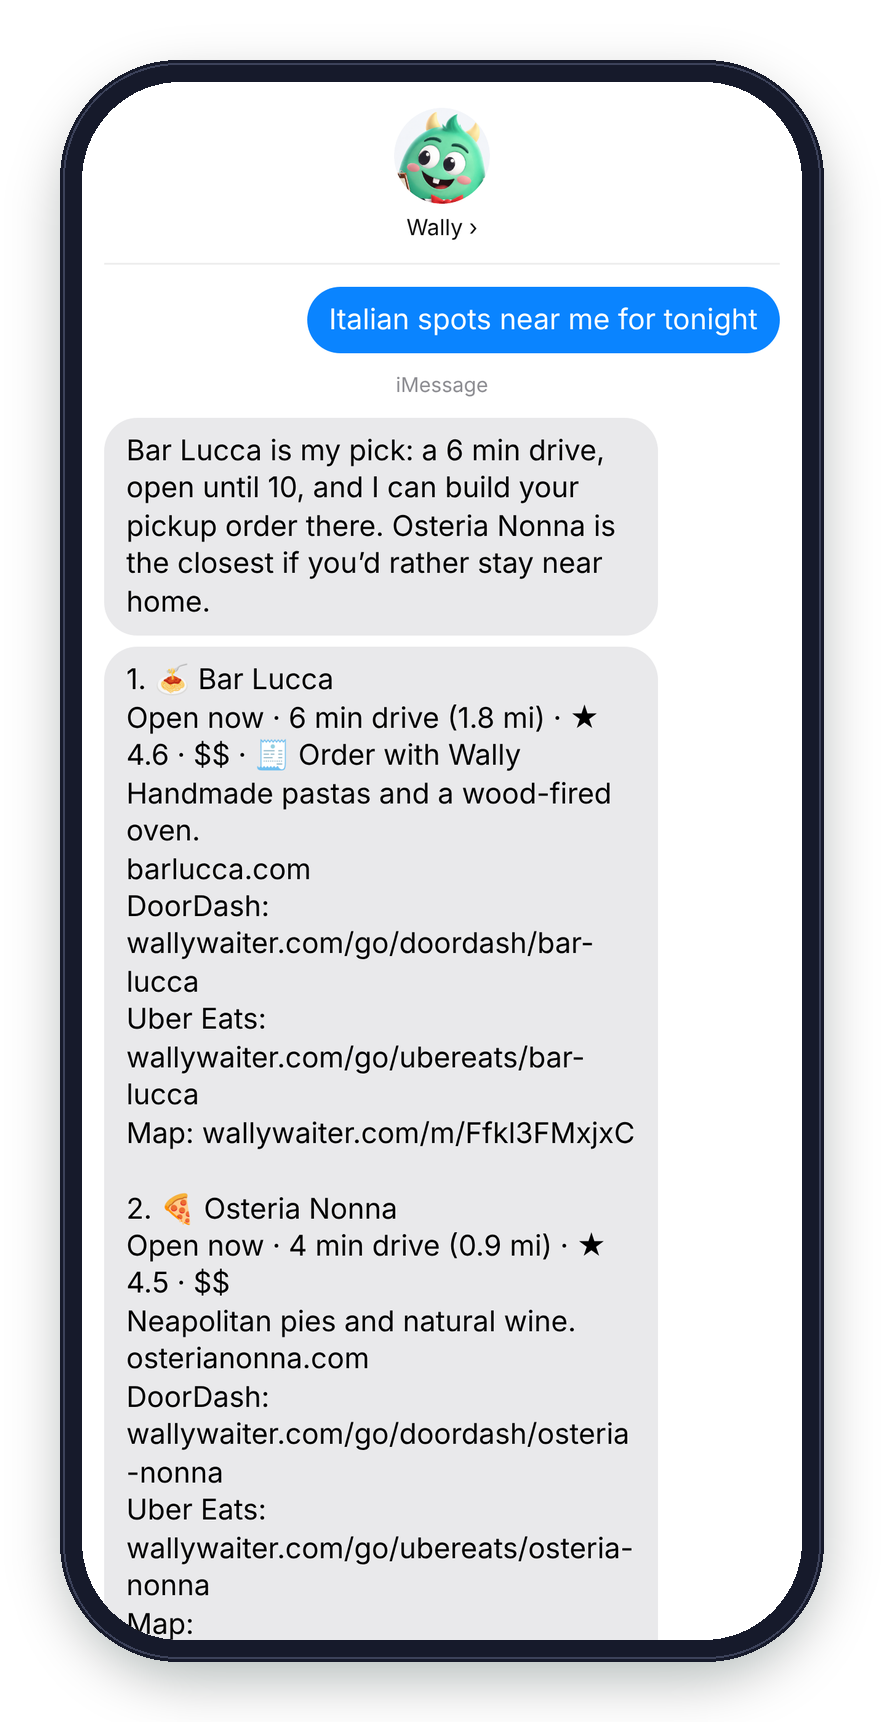 Wally ›
Italian spots near me for tonight
iMessage
Bar Lucca is my pick: a 6 min drive,
open until 10, and I can build your
pickup order there. Osteria Nonna is
the closest if you’d rather stay near
home.
1. 🍝 Bar Lucca
Open now · 6 min drive (1.8 mi) · ★
4.6 · $$ · 🧾 Order with Wally
Handmade pastas and a wood-fired
oven.
barlucca.com
DoorDash:
wallywaiter.com/go/doordash/bar-
lucca
Uber Eats:
wallywaiter.com/go/ubereats/bar-
lucca
Map: wallywaiter.com/m/Ffkl3FMxjxC
2. 🍕 Osteria Nonna
Open now · 4 min drive (0.9 mi) · ★
4.5 · $$
Neapolitan pies and natural wine.
osterianonna.com
DoorDash:
wallywaiter.com/go/doordash/osteria
-nonna
Uber Eats:
wallywaiter.com/go/ubereats/osteria-
nonna
Map: